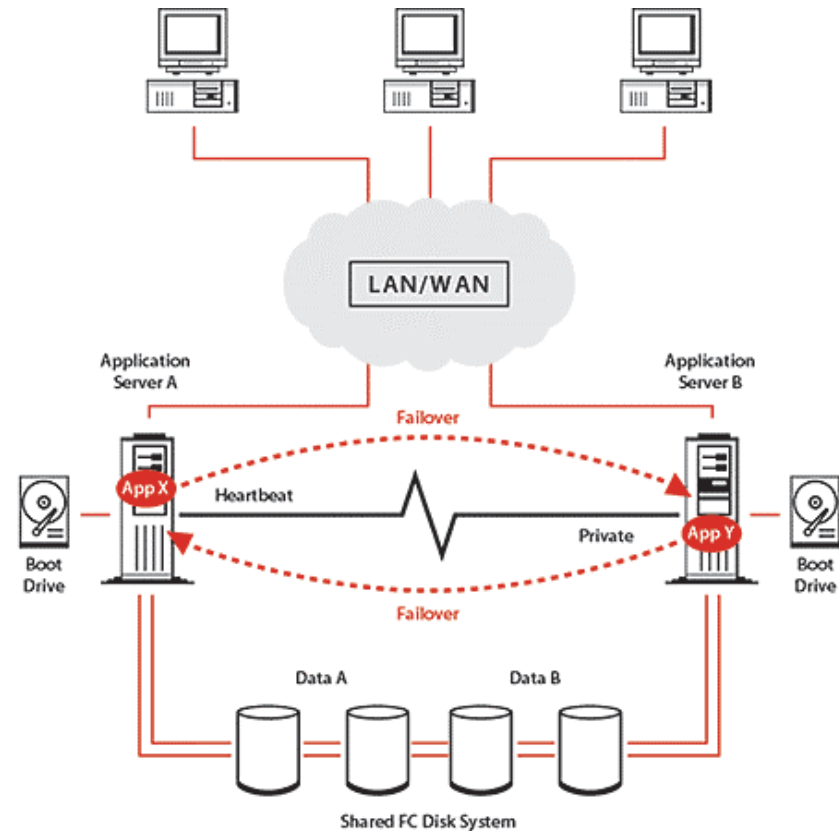 LAN/WAN
Application
Server A
Application
Server B
Failover
App X
Heartbeat
Private
App Y
Boot
Drive
Boot
Drive
Failover
Data A
Data B
Shared FC Disk System